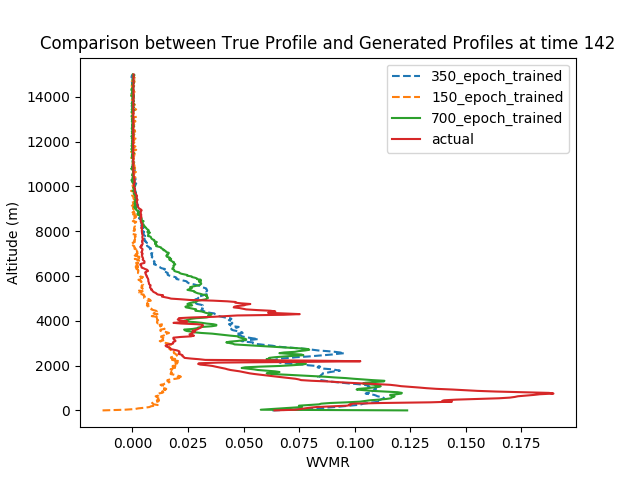 Comparison between True Profile and Generated Profiles at time 142
350_epoch_trained
150_epoch_trained
700_epoch_trained
actual
Altitude (m)
14000
12000
10000
8000
6000
4000
2000
0
0.000 0.025 0.050 0.075 0.100 0.125 0.150 0.175
WVMR